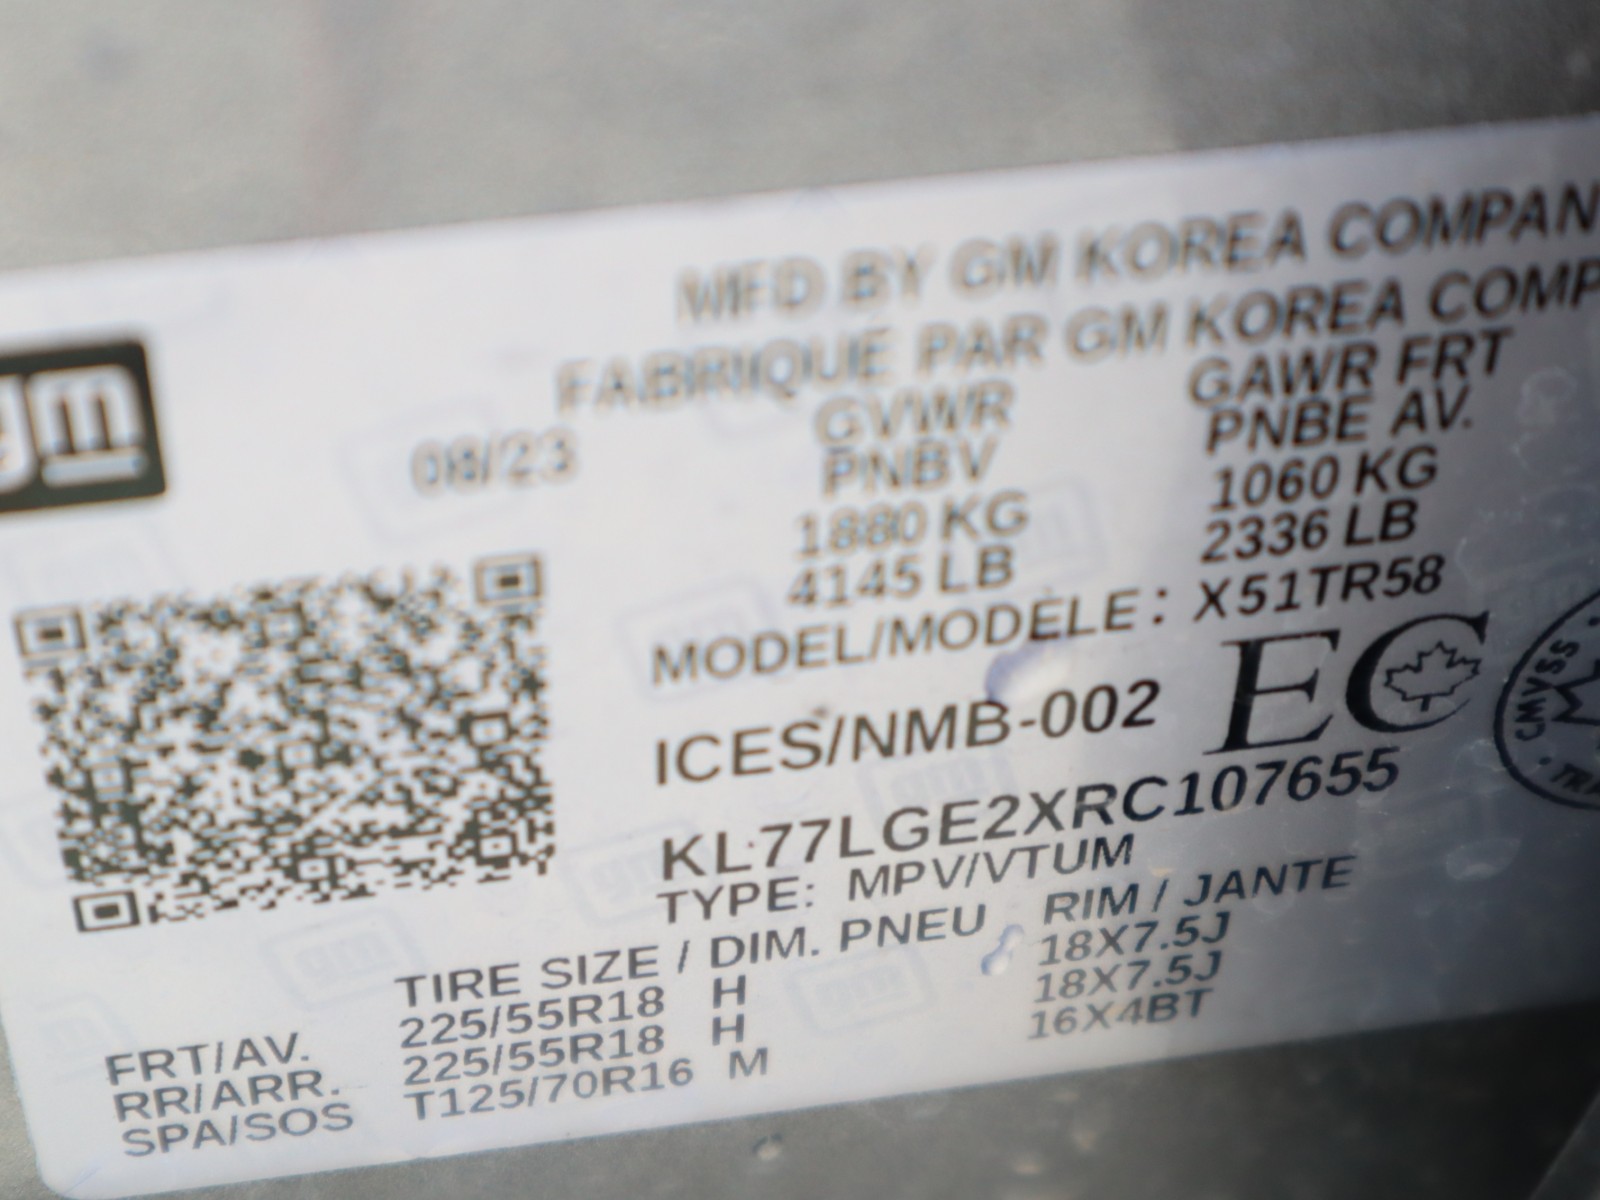 MFD BY GM KOREA COMPAN
FABRIQUE PAR GM KOREA COMP
gm
08/23
GVWR GAWR FRT
PNBV PNBE AV.
1880 KG 1060 KG
4145 LB 2336 LB
MODEL/MODÈLE: X51TR58
ICES/NMB-002 EC
CMVSS
KL77LGE2XRC107655
TYPE: MPV/VTUM
TIRE SIZE / DIM. PNEU RIM / JANTE
FRT/AV. 225/55R18 H 18X7.5J
RR/ARR. 225/55R18 H 18X7.5J
SPA/SOS T125/70R16 M 16X4BT